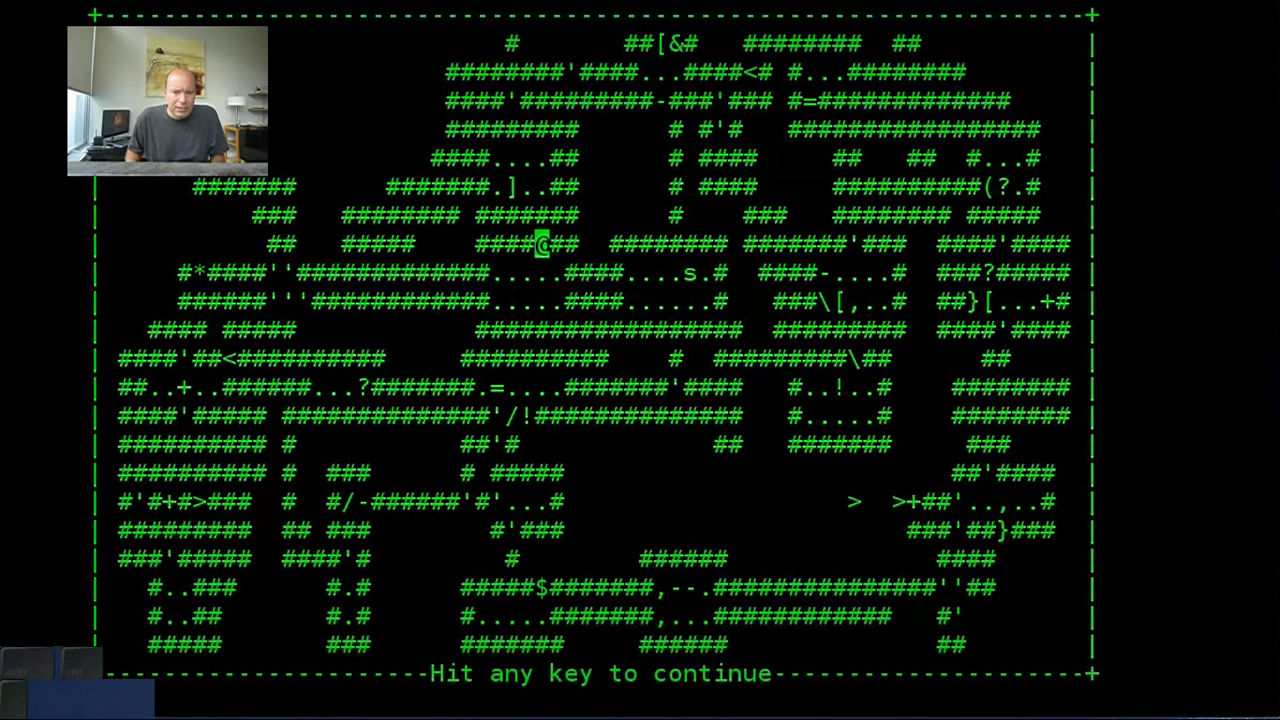 +--------------------------------------------------------------------+
#       ##[&#   ########  ##       |
########'####...####<# #...########
####'#########-###'### #=#############
#########      # #'#   #################
####....##      # ####     ##   ##  #...#
#######      #######.]..##      # ####     ##########(?.#
###   ######## #######      #    ###   ######## #####
##   #####    ####@##  ######## #######'###  ####'####
#*####''#############.....####....s.#  ####-....#  ###?#####
######'''############.....####......#   ###\[,..#  ##}[...+#
#### #####            ##################  #########  ####'####
####'##<##########     ##########    #  #########\##      ##
##..+..######...?#######.=....#######'####   #..!..#    ########
####'##### ##############'/!##############   #.....#    ########
########## #           ##'#             ##   #######     ###
########## #  ###      # #####                          ##'####
#'#+#>###  #  #/-######'#'...#                   >  >+##'..,..#
#########  ## ###        #'###                       ###'##}###
###'#####  ####'#         #        ######              ####
#..###      #.#      #####$#######,--.###############''##
#..##       #.#      #.....#######,...############   #'
#####       ###      #######     ######              ##
----------------------Hit any key to continue----------------------+